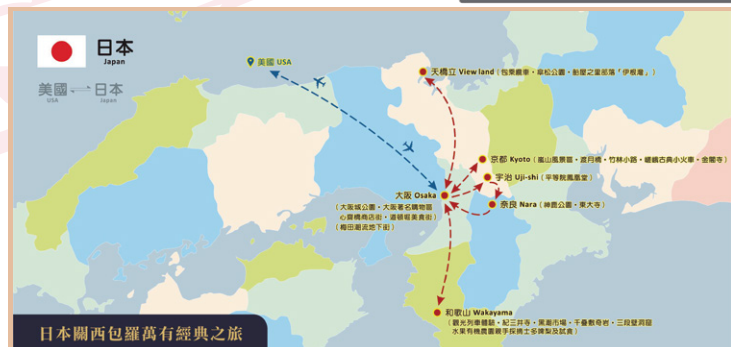 日本
Japan
美國 日本
USA Japan
美國 USA
天橋立 View land（包乘纜車・傘松公園・船屋之里部落「伊根灣」）
京都 Kyoto（嵐山風景區・渡月橋・竹林小路・嵯峨古典小火車・金閣寺）
宇治 Uji-shi（平等院鳳凰堂）
大阪 Osaka
（大阪城公園・大阪著名購物區
心齋橋商店街・道頓堀美食街）
（梅田潮流地下街）
奈良 Nara（神鹿公園・東大寺）
和歌山 Wakayama
（觀光列車體驗・紀三井寺・黑潮市場・千疊敷奇岩・三段壁洞窟
水果有機農園親手採摘士多啤梨及試食）
日本關西包羅萬有經典之旅